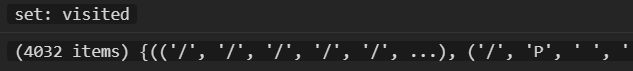 set: visited
(4032 items) {(('/', '/', '/', '/', '/', ...), ('/', 'P', ' ', '